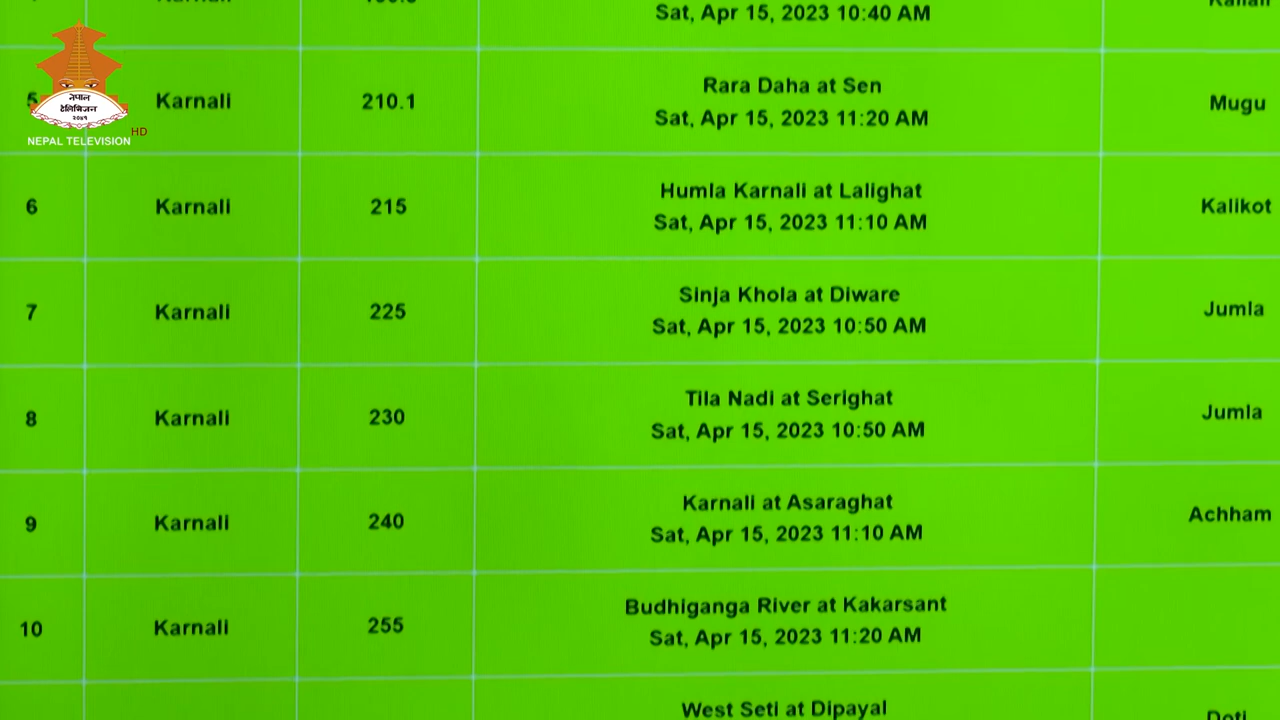 Sat, Apr 15, 2023 10:40 AM
5 Karnali 210.1 Rara Daha at Sen Mugu
Sat, Apr 15, 2023 11:20 AM
नेपाल
टेलिभिजन
२०४१
NEPAL TELEVISION HD
6 Karnali 215 Humla Karnali at Lalighat Kalikot
Sat, Apr 15, 2023 11:10 AM
7 Karnali 225 Sinja Khola at Diware Jumla
Sat, Apr 15, 2023 10:50 AM
8 Karnali 230 Tila Nadi at Serighat Jumla
Sat, Apr 15, 2023 10:50 AM
9 Karnali 240 Karnali at Asaraghat Achham
Sat, Apr 15, 2023 11:10 AM
10 Karnali 255 Budhiganga River at Kakarsant
Sat, Apr 15, 2023 11:20 AM
West Seti at Dipayal Doti